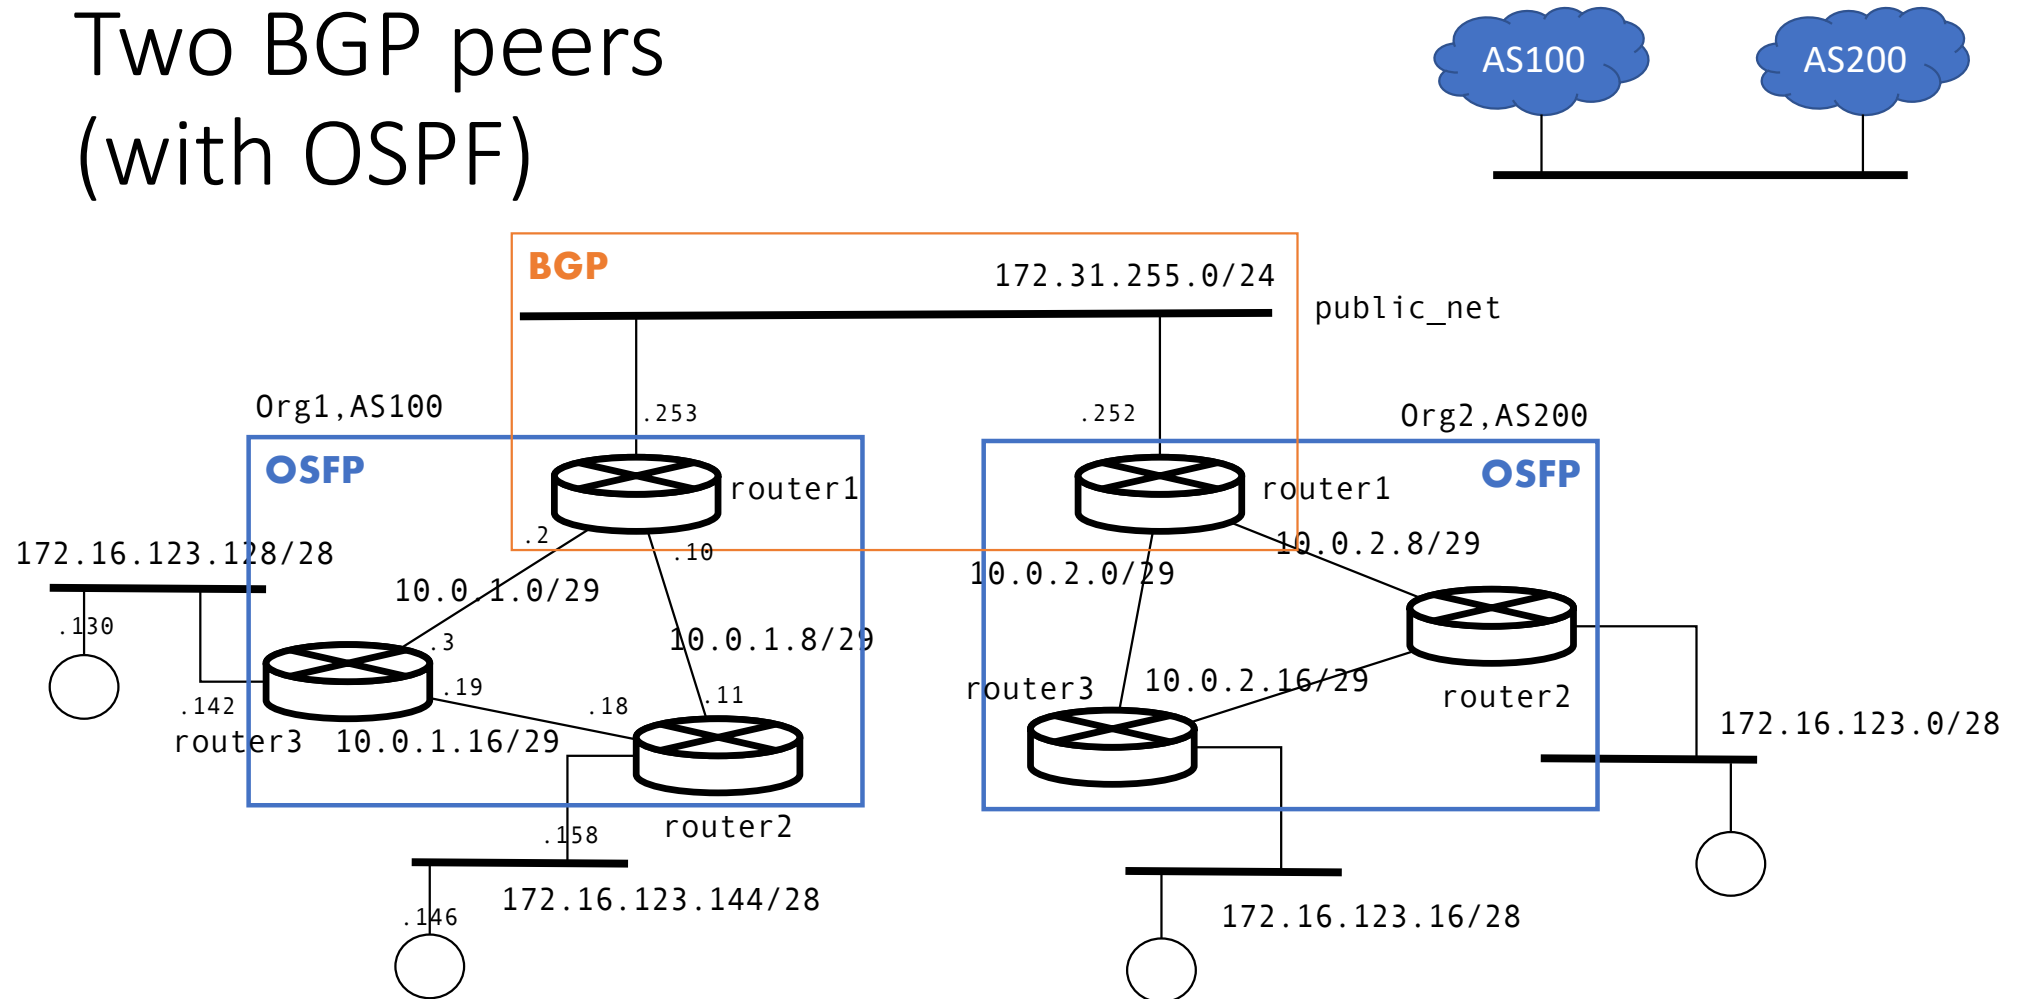 Two BGP peers
(with OSPF)
AS100
AS200
BGP
172.31.255.0/24
public_net
Org1,AS100
.253
.252
Org2,AS200
OSFP
router1
router1
OSFP
.2
.10
10.0.2.8/29
172.16.123.128/28
10.0.1.0/29
10.0.2.0/29
.130
.3
10.0.1.8/29
.19
.11
router3
10.0.2.16/29
router2
.142
.18
router3
10.0.1.16/29
172.16.123.0/28
.158
router2
172.16.123.144/28
.146
172.16.123.16/28